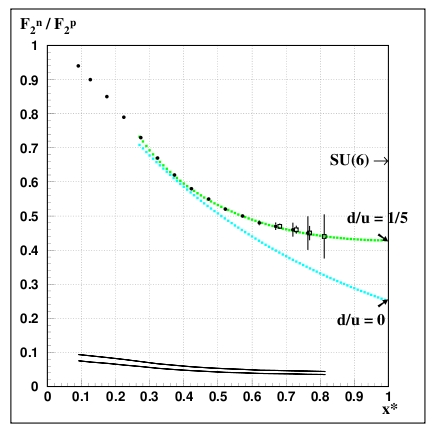 F₂ⁿ / F₂ᵖ
1
0.9
0.8
0.7
SU(6) →
0.6
0.5
d/u = 1/5
0.4
0.3
0.2
d/u = 0
0.1
0
0 0.1 0.2 0.3 0.4 0.5 0.6 0.7 0.8 0.9 1
x*